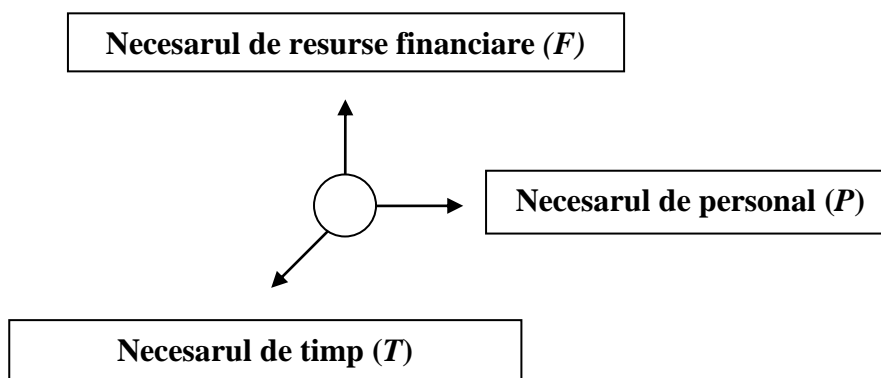 Necesarul de resurse financiare (F)
Necesarul de personal (P)
Necesarul de timp (T)